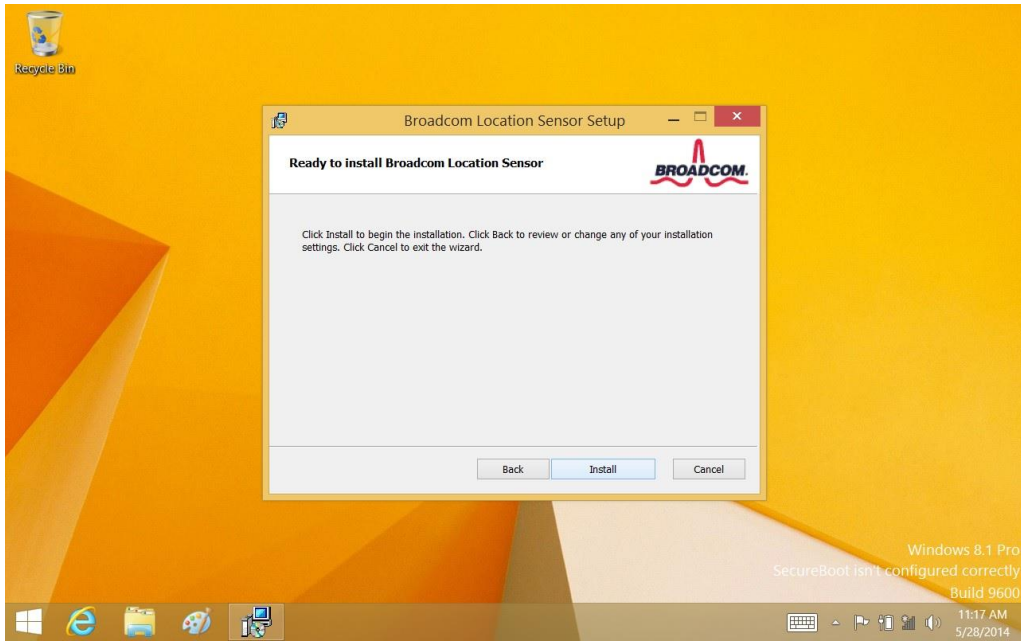 Recycle Bin
Broadcom Location Sensor Setup
Ready to install Broadcom Location Sensor
BROADCOM.
Click Install to begin the installation. Click Back to review or change any of your installation
settings. Click Cancel to exit the wizard.
Back Install Cancel
Windows 8.1 Pro
SecureBoot isn't configured correctly
Build 9600
11:17 AM
5/28/2014